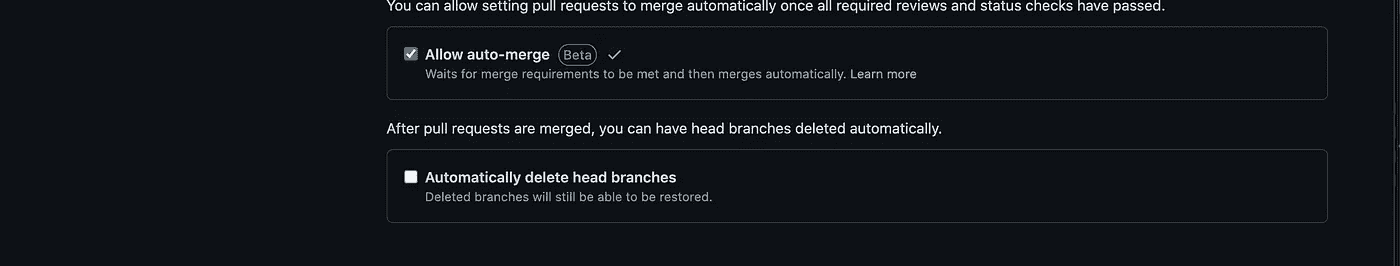 You can allow setting pull requests to merge automatically once all required reviews and status checks have passed.
Allow auto-merge Beta
Waits for merge requirements to be met and then merges automatically. Learn more
After pull requests are merged, you can have head branches deleted automatically.
Automatically delete head branches
Deleted branches will still be able to be restored.